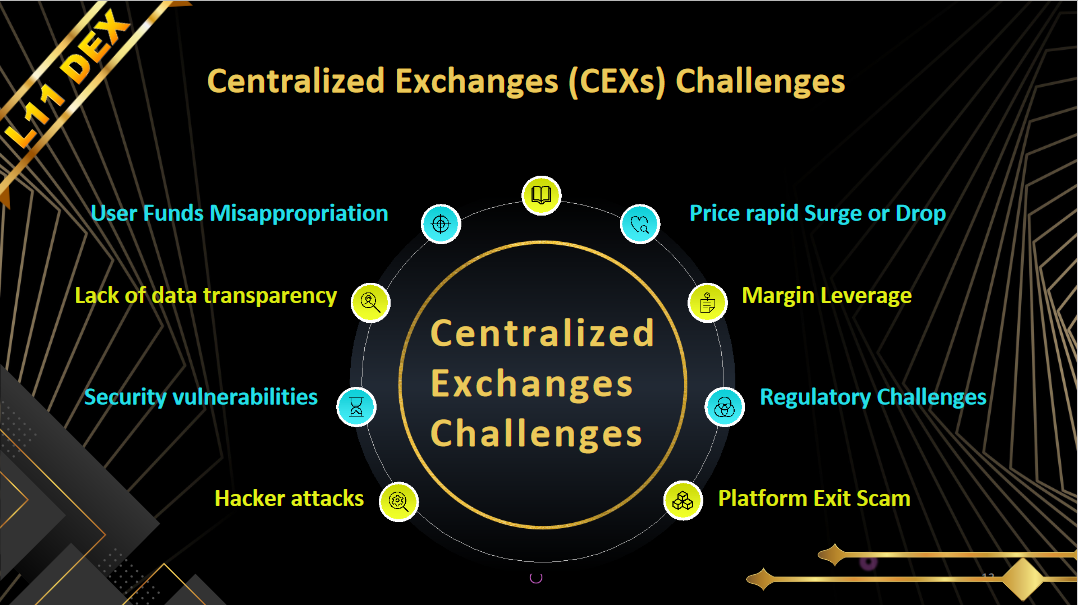 L11 DEX
Centralized Exchanges (CEXs) Challenges
User Funds Misappropriation
Price rapid Surge or Drop
Lack of data transparency
Margin Leverage
Centralized
Exchanges
Challenges
Security vulnerabilities
Regulatory Challenges
Hacker attacks
Platform Exit Scam